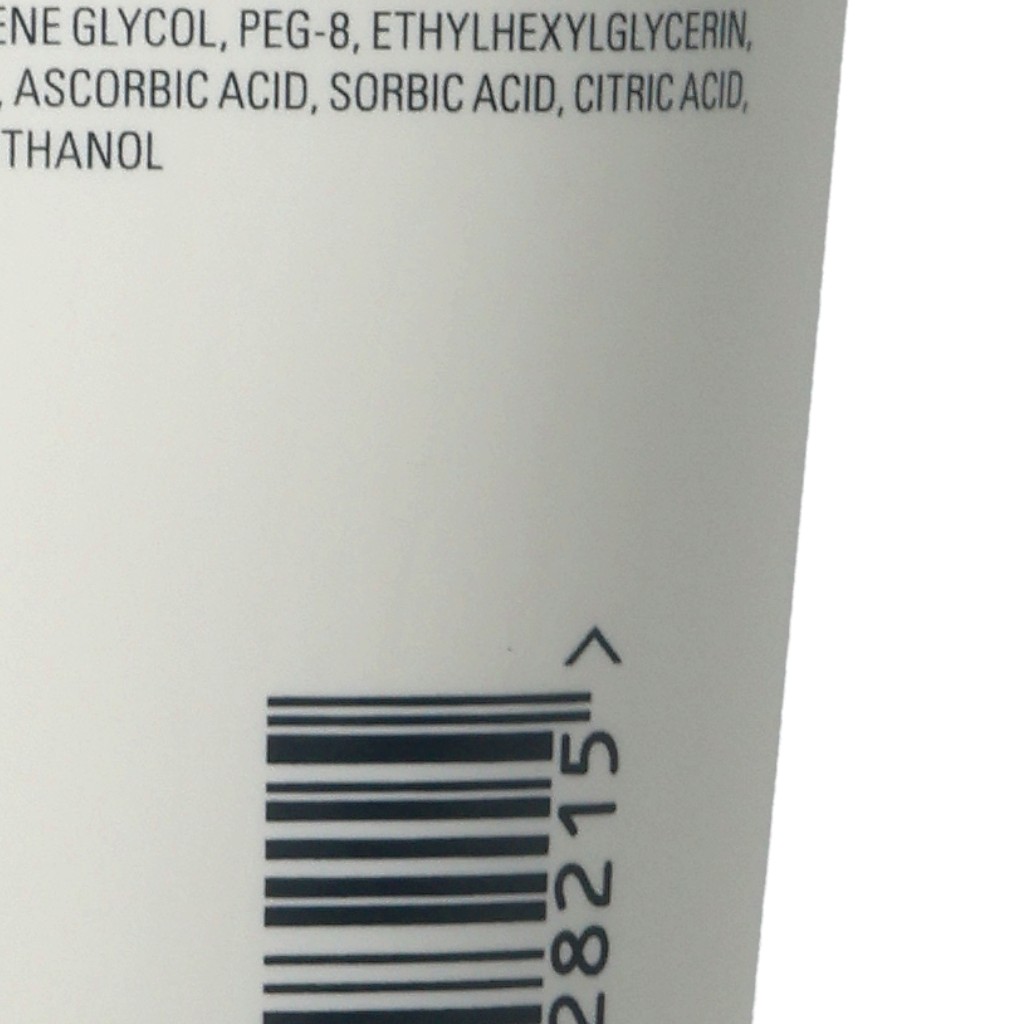 ENE GLYCOL, PEG-8, ETHYLHEXYLGLYCERIN,
, ASCORBIC ACID, SORBIC ACID, CITRIC ACID,
THANOL
28215>